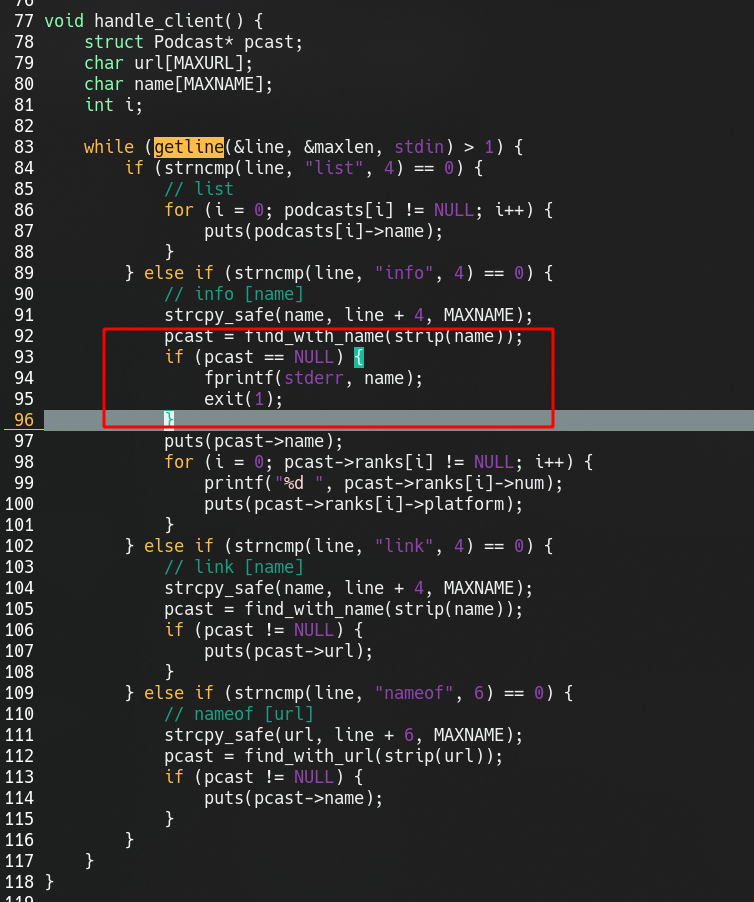 77 void handle_client() {
78     struct Podcast* pcast;
79     char url[MAXURL];
80     char name[MAXNAME];
81     int i;
82
83     while (getline(&line, &maxlen, stdin) > 1) {
84         if (strncmp(line, "list", 4) == 0) {
85             // list
86             for (i = 0; podcasts[i] != NULL; i++) {
87                 puts(podcasts[i]->name);
88             }
89         } else if (strncmp(line, "info", 4) == 0) {
90             // info [name]
91             strcpy_safe(name, line + 4, MAXNAME);
92             pcast = find_with_name(strip(name));
93             if (pcast == NULL) {
94                 fprintf(stderr, name);
95                 exit(1);
96             }
97             puts(pcast->name);
98             for (i = 0; pcast->ranks[i] != NULL; i++) {
99                 printf("%d ", pcast->ranks[i]->num);
100                 puts(pcast->ranks[i]->platform);
101             }
102         } else if (strncmp(line, "link", 4) == 0) {
103             // link [name]
104             strcpy_safe(name, line + 4, MAXNAME);
105             pcast = find_with_name(strip(name));
106             if (pcast != NULL) {
107                 puts(pcast->url);
108             }
109         } else if (strncmp(line, "nameof", 6) == 0) {
110             // nameof [url]
111             strcpy_safe(url, line + 6, MAXNAME);
112             pcast = find_with_url(strip(url));
113             if (pcast != NULL) {
114                 puts(pcast->name);
115             }
116         }
117     }
118 }